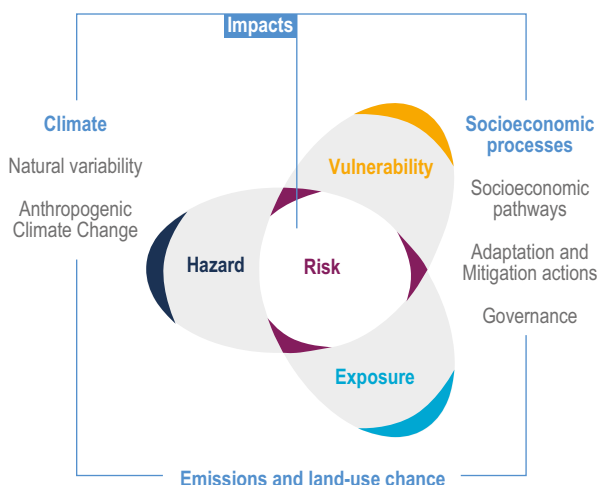 Impacts
Climate
Natural variability
Anthropogenic
Climate Change
Hazard
Vulnerability
Risk
Exposure
Socioeconomic
processes
Socioeconomic
pathways
Adaptation and
Mitigation actions
Governance
Emissions and land-use chance